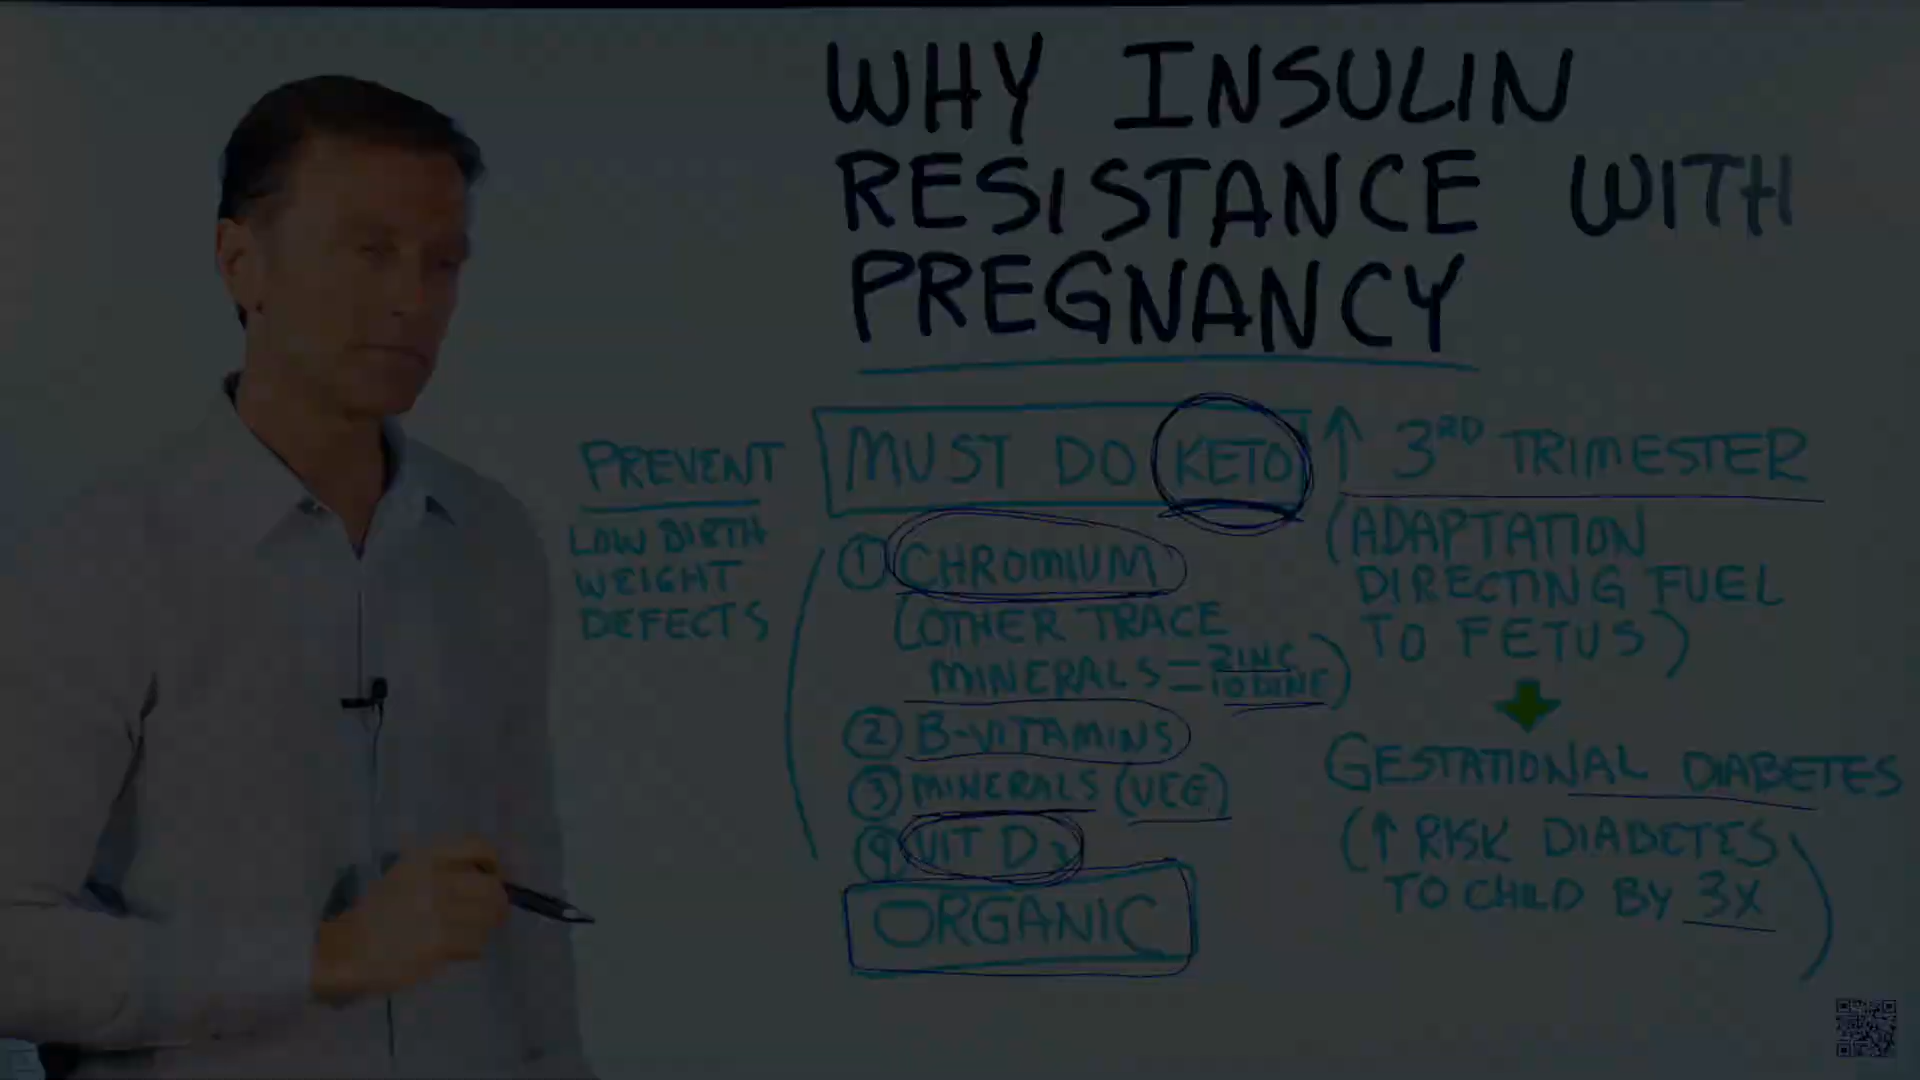 WHY INSULIN
RESISTANCE WITH
PREGNANCY
PREVENT
LOW BIRTH
WEIGHT
DEFECTS
MUST DO KETO
① CHROMIUM
(OTHER TRACE
MINERALS = ZINC
IODINE)
② B-VITAMINS
③ MINERALS (VEG)
④ VIT D3
ORGANIC
↑ 3RD TRIMESTER
(ADAPTATION
DIRECTING FUEL
TO FETUS)
GESTATIONAL DIABETES
(↑ RISK DIABETES
TO CHILD BY 3X)